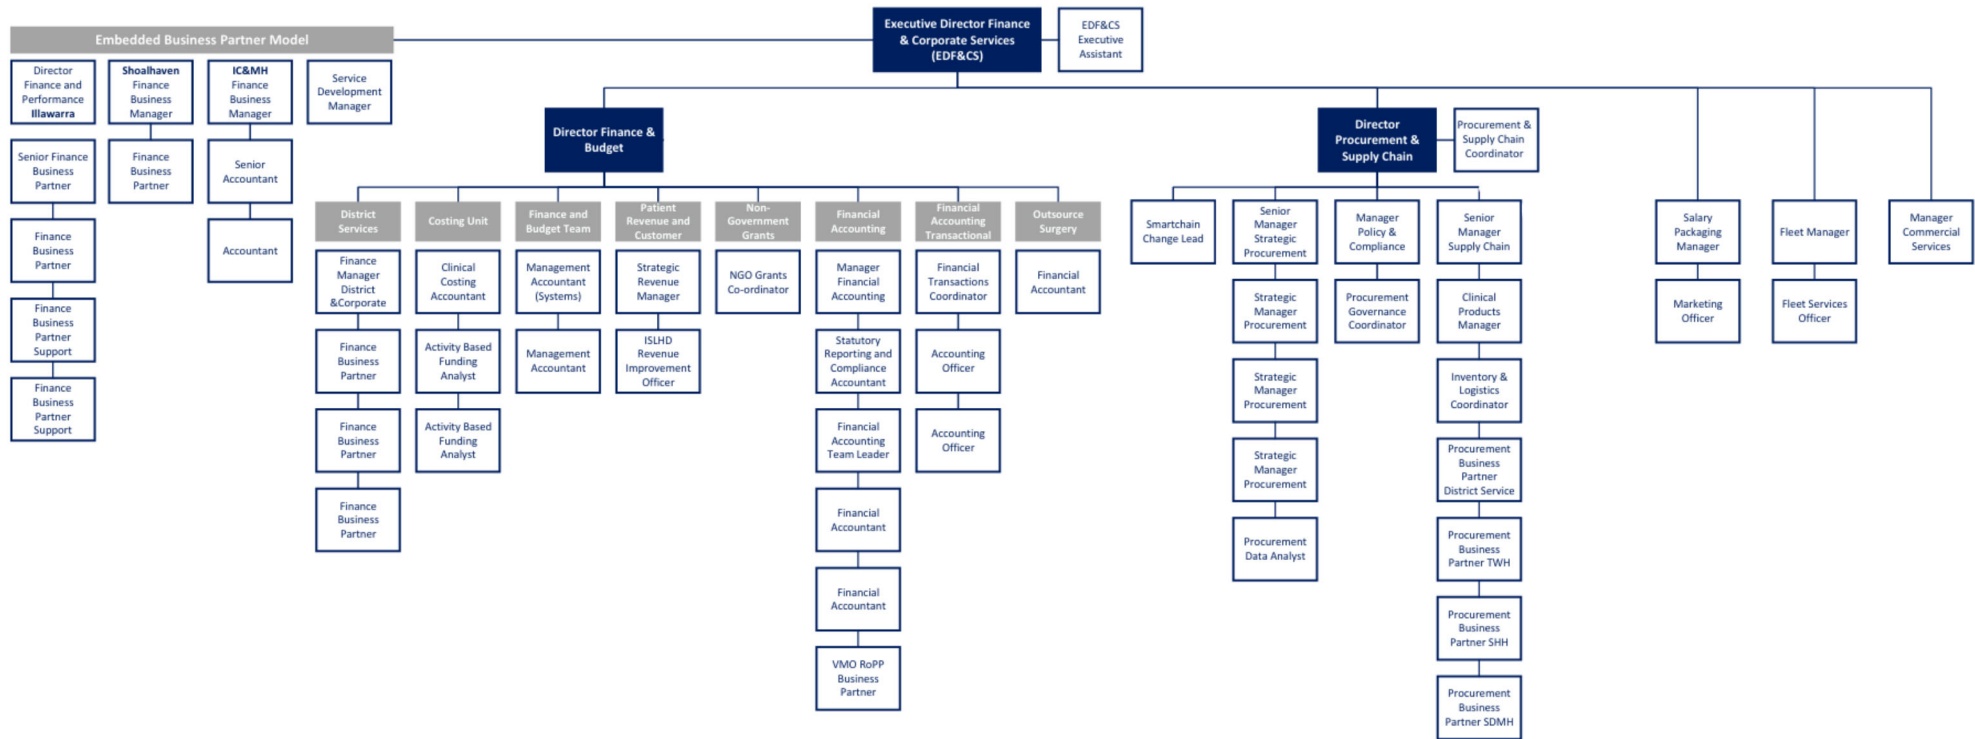 Executive Director Finance
& Corporate Services
(EDF&CS)
EDF&CS
Executive
Assistant
Embedded Business Partner Model
Director
Finance and
Performance
Illawarra
Senior Finance
Business
Partner
Finance
Business
Partner
Finance
Business
Partner
Support
Finance
Business
Partner
Support
Shoalhaven
Finance
Business
Manager
Finance
Business
Partner
IC&MH
Finance
Business
Manager
Senior
Accountant
Accountant
Service
Development
Manager
Director Finance &
Budget
District
Services
Finance
Manager
District
&Corporate
Finance
Business
Partner
Finance
Business
Partner
Finance
Business
Partner
Costing Unit
Clinical
Costing
Accountant
Activity Based
Funding
Analyst
Activity Based
Funding
Analyst
Finance and
Budget Team
Management
Accountant
(Systems)
Management
Accountant
Patient
Revenue and
Customer
Strategic
Revenue
Manager
ISLHD
Revenue
Improvement
Officer
Non-
Government
Grants
NGO Grants
Co-ordinator
Financial
Accounting
Manager
Financial
Accounting
Statutory
Reporting and
Compliance
Accountant
Financial
Accounting
Team Leader
Financial
Accountant
Financial
Accountant
VMO RoPP
Business
Partner
Financial
Accounting
Transactional
Financial
Transactions
Coordinator
Accounting
Officer
Accounting
Officer
Outsource
Surgery
Financial
Accountant
Director
Procurement &
Supply Chain
Procurement &
Supply Chain
Coordinator
Smartchain
Change Lead
Senior
Manager
Strategic
Procurement
Strategic
Manager
Procurement
Strategic
Manager
Procurement
Strategic
Manager
Procurement
Procurement
Data Analyst
Manager
Policy &
Compliance
Procurement
Governance
Coordinator
Senior
Manager
Supply Chain
Clinical
Products
Manager
Inventory &
Logistics
Coordinator
Procurement
Business
Partner
District Service
Procurement
Business
Partner TWH
Procurement
Business
Partner SHH
Procurement
Business
Partner SDMH
Salary
Packaging
Manager
Marketing
Officer
Fleet Manager
Fleet Services
Officer
Manager
Commercial
Services